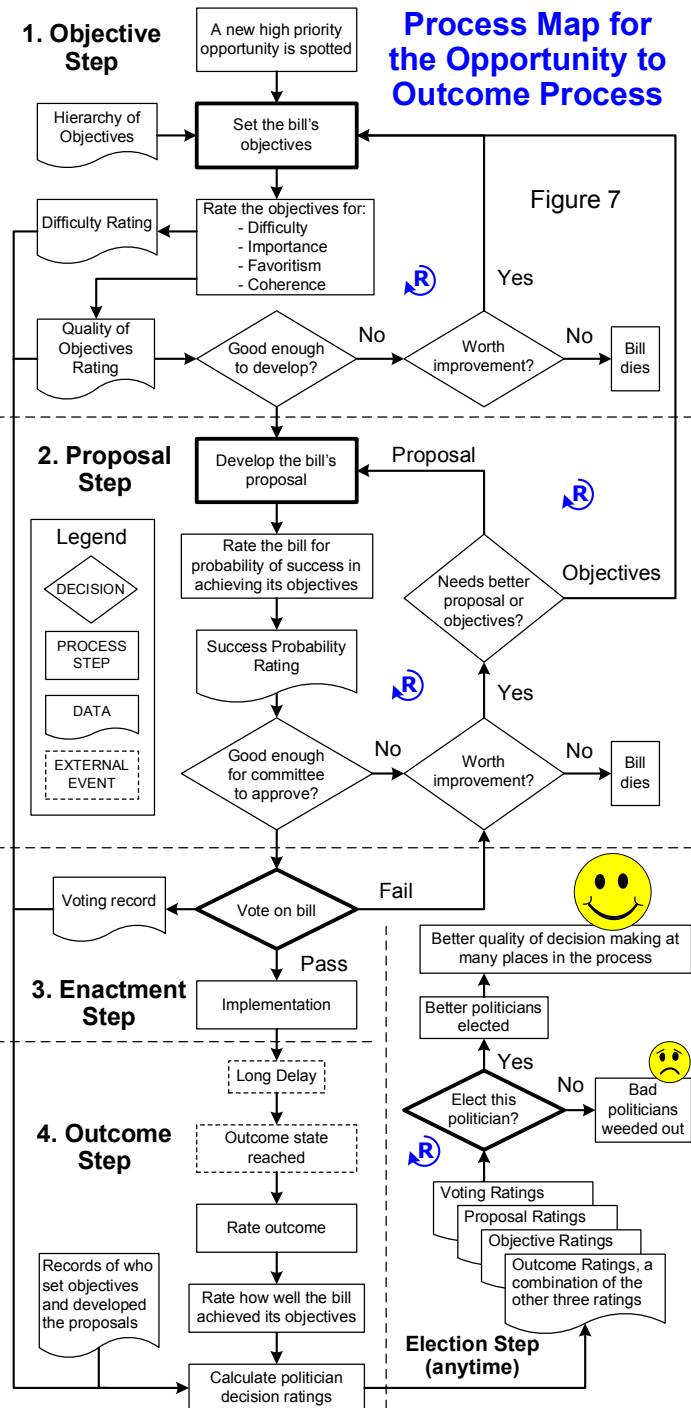 Process Map for
the Opportunity to
Outcome Process
Figure 7
1. Objective
Step
A new high priority
opportunity is spotted
Hierarchy of
Objectives
Set the bill's
objectives
Difficulty Rating
Rate the objectives for:
- Difficulty
- Importance
- Favoritism
- Coherence
R
Yes
Quality of
Objectives
Rating
Good enough
to develop?
No
Worth
improvement?
No
Bill
dies
2. Proposal
Step
Develop the bill's
proposal
Proposal
R
Legend
DECISION
PROCESS
STEP
DATA
EXTERNAL
EVENT
Rate the bill for
probability of success in
achieving its objectives
Needs better
proposal or
objectives?
Objectives
Success Probability
Rating
R
Yes
Good enough
for committee
to approve?
No
Worth
improvement?
No
Bill
dies
Voting record
Vote on bill
Fail
Pass
3. Enactment
Step
Implementation
Better quality of decision making at
many places in the process
Better politicians
elected
Yes
Elect this
politician?
No
Bad
politicians
weeded out
R
Long Delay
4. Outcome
Step
Outcome state
reached
Rate outcome
Voting Ratings
Proposal Ratings
Objective Ratings
Outcome Ratings, a
combination of the
other three ratings
Records of who
set objectives
and developed
the proposals
Rate how well the bill
achieved its objectives
Election Step
(anytime)
Calculate politician
decision ratings